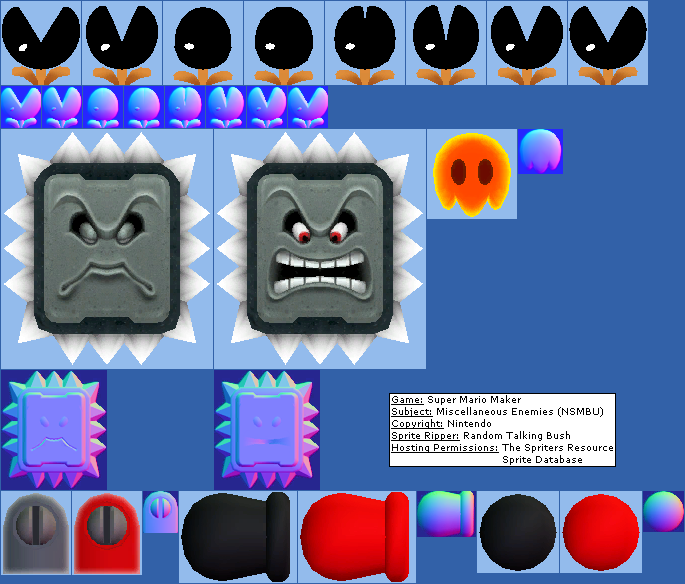 Game: Super Mario Maker
Subject: Miscellaneous Enemies (NSMBU)
Copyright: Nintendo
Sprite Ripper: Random Talking Bush
Hosting Permissions: The Spriters Resource
Sprite Database